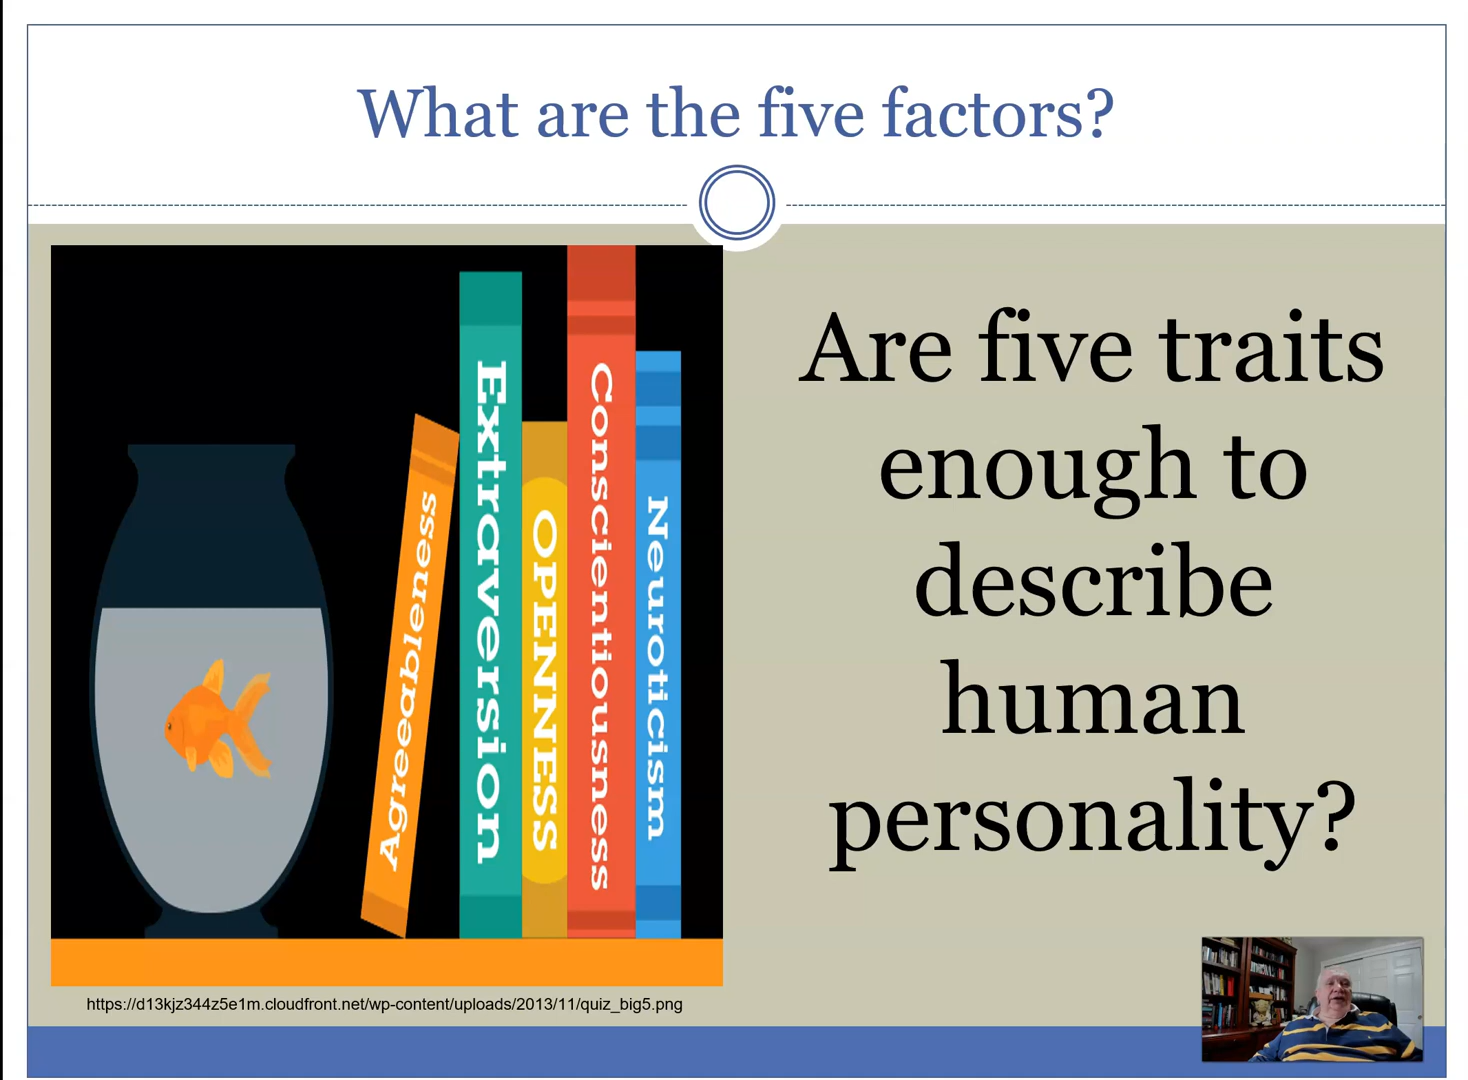 What are the five factors?
Agreeableness
Extraversion
OPENNESS
Conscientiousness
Neuroticism
Are five traits
enough to
describe
human
personality?
https://d13kjz344z5e1m.cloudfront.net/wp-content/uploads/2013/11/quiz_big5.png